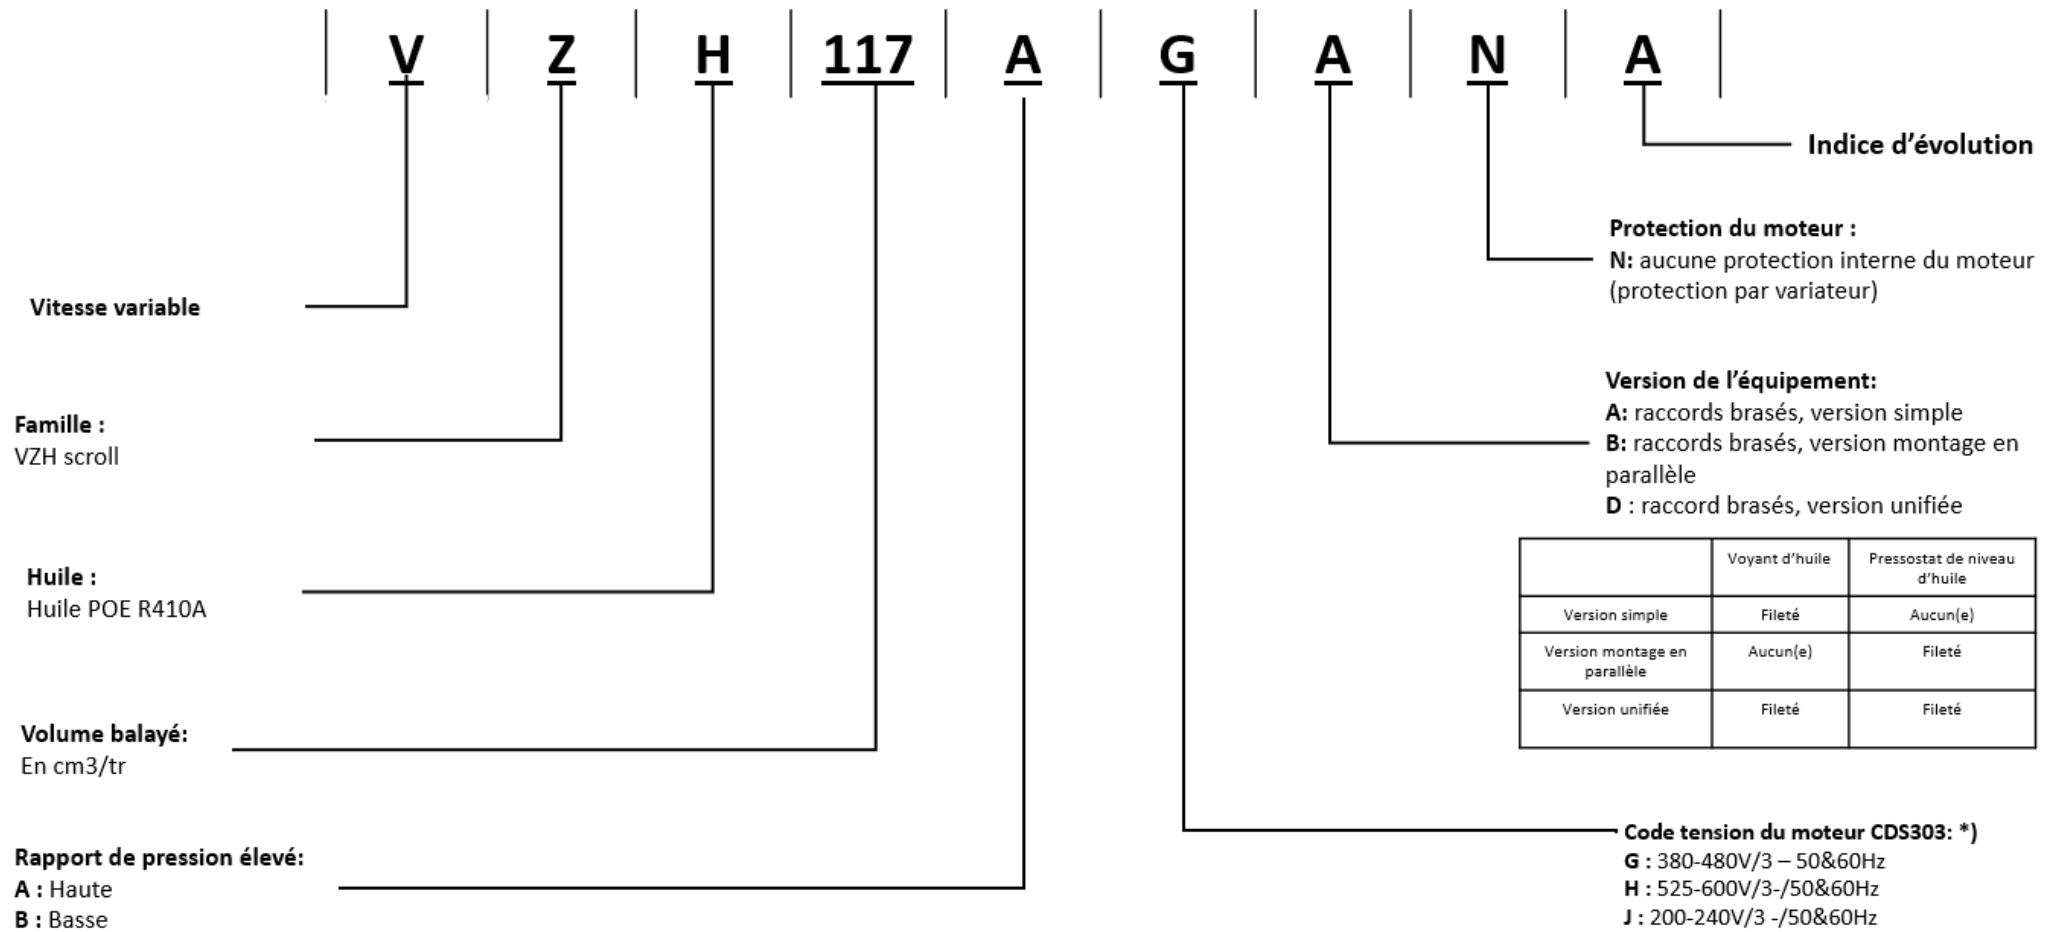 V Z H 117 A G A N A
Indice d’évolution
Protection du moteur :
N: aucune protection interne du moteur
(protection par variateur)
Vitesse variable
Version de l’équipement:
A: raccords brasés, version simple
B: raccords brasés, version montage en
parallèle
D : raccord brasés, version unifiée
Famille :
VZH scroll
Voyant d’huile
Pressostat de niveau
d’huile
Version simple
Fileté
Aucun(e)
Version montage en
parallèle
Aucun(e)
Fileté
Version unifiée
Fileté
Fileté
Huile :
Huile POE R410A
Volume balayé:
En cm3/tr
Rapport de pression élevé:
A : Haute
B : Basse
Code tension du moteur CDS303: *)
G : 380-480V/3 – 50&60Hz
H : 525-600V/3-/50&60Hz
J : 200-240V/3 -/50&60Hz